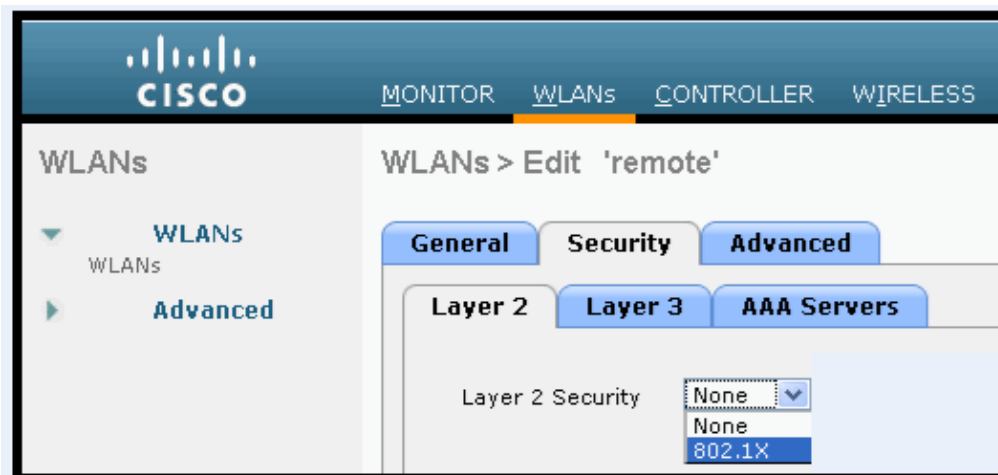 CISCO
MONITOR WLANs CONTROLLER WIRELESS
WLANs
WLANs > Edit 'remote'
WLANs
WLANs
Advanced
General Security Advanced
Layer 2 Layer 3 AAA Servers
Layer 2 Security None
None
802.1X